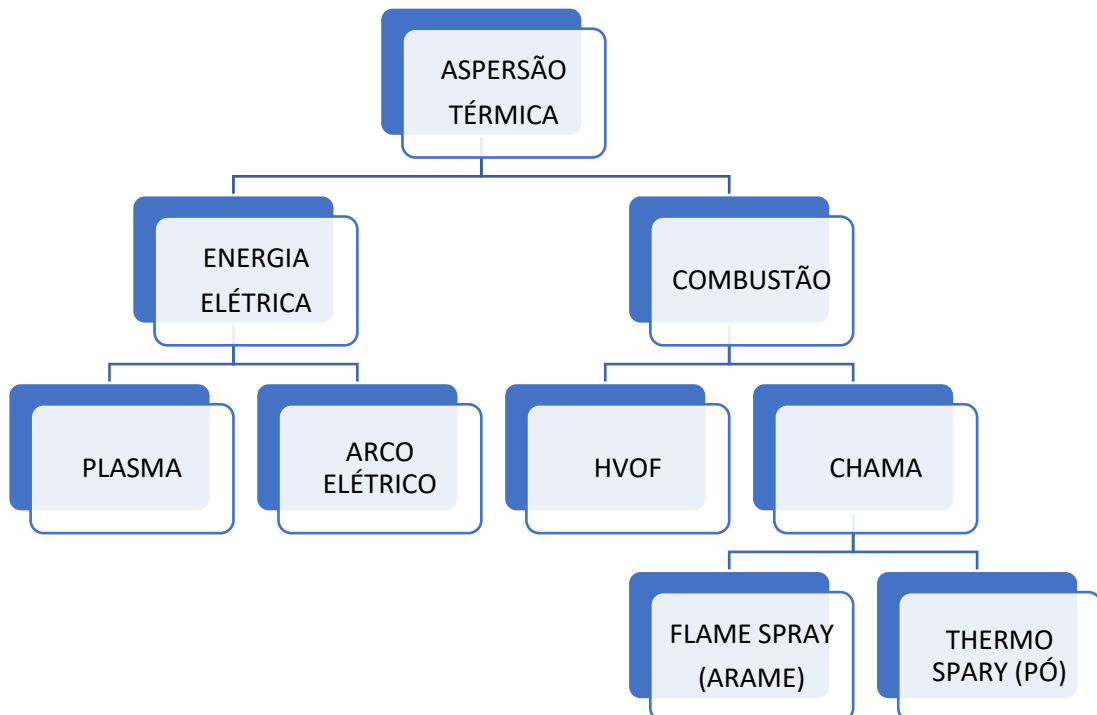 ASPERSÃO
TÉRMICA
ENERGIA
ELÉTRICA
COMBUSTÃO
PLASMA
ARCO
ELÉTRICO
HVOF
CHAMA
FLAME SPRAY
(ARAME)
THERMO
SPARY (PÓ)